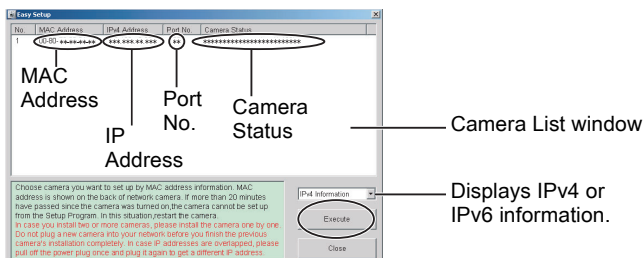 Easy Setup
No. MAC Address IPv4 Address Port No. Camera Status
1 00-80-**-**-**-** ***.***.**.*** ** ************************
MAC
Address
IP
Address
Port
No.
Camera
Status
Camera List window
Choose camera you want to set up by MAC address information. MAC
address is shown on the back of network camera. If more than 20 minutes
have passed since the camera was turned on,the camera cannot be set up
from the Setup Program. In this situation,restart the camera.
In case you install two or more cameras, please install the camera one by one.
Do not plug a new camera into your network before you finish the previous
camera's installation completely. In case IP addresses are overlapped, please
pull off the power plug once and plug it again to get a different IP address.
IPv4 Information
Displays IPv4 or
IPv6 information.
Execute
Close